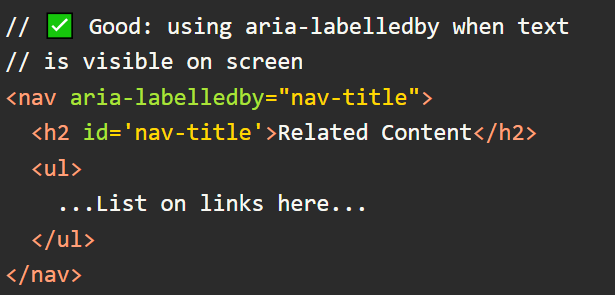 // ✅ Good: using aria-labelledby when text
// is visible on screen
<nav aria-labelledby="nav-title">
  <h2 id='nav-title'>Related Content</h2>
  <ul>
    ...List on links here...
  </ul>
</nav>